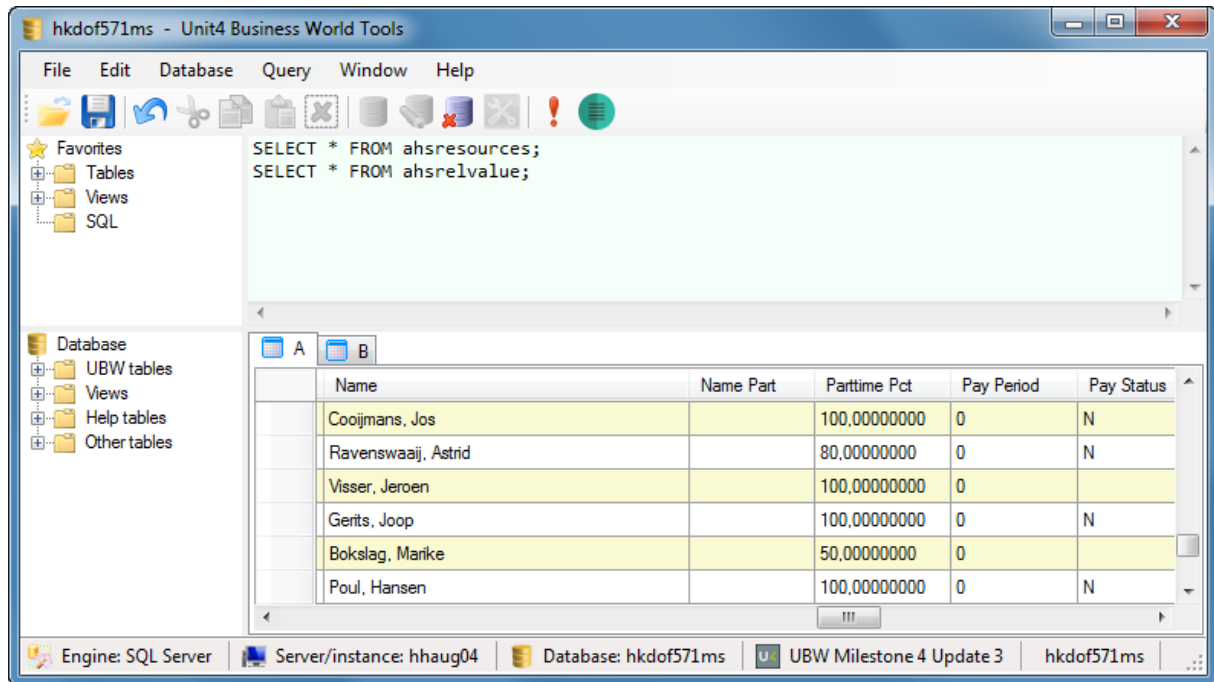 hkdof571ms - Unit4 Business World Tools
File Edit Database Query Window Help
Favorites
Tables
Views
SQL
SELECT * FROM ahsresources;
SELECT * FROM ahsrelvalue;
Database
UBW tables
Views
Help tables
Other tables
A B
Name Name Part Parttime Pct Pay Period Pay Status
Cooijmans, Jos 100,00000000 0 N
Ravenswaaij, Astrid 80,00000000 0 N
Visser, Jeroen 100,00000000 0
Gerits, Joop 100,00000000 0 N
Bokslag, Marike 50,00000000 0
Poul, Hansen 100,00000000 0 N
Engine: SQL Server Server/instance: hhaug04 Database: hkdof571ms U4 UBW Milestone 4 Update 3 hkdof571ms